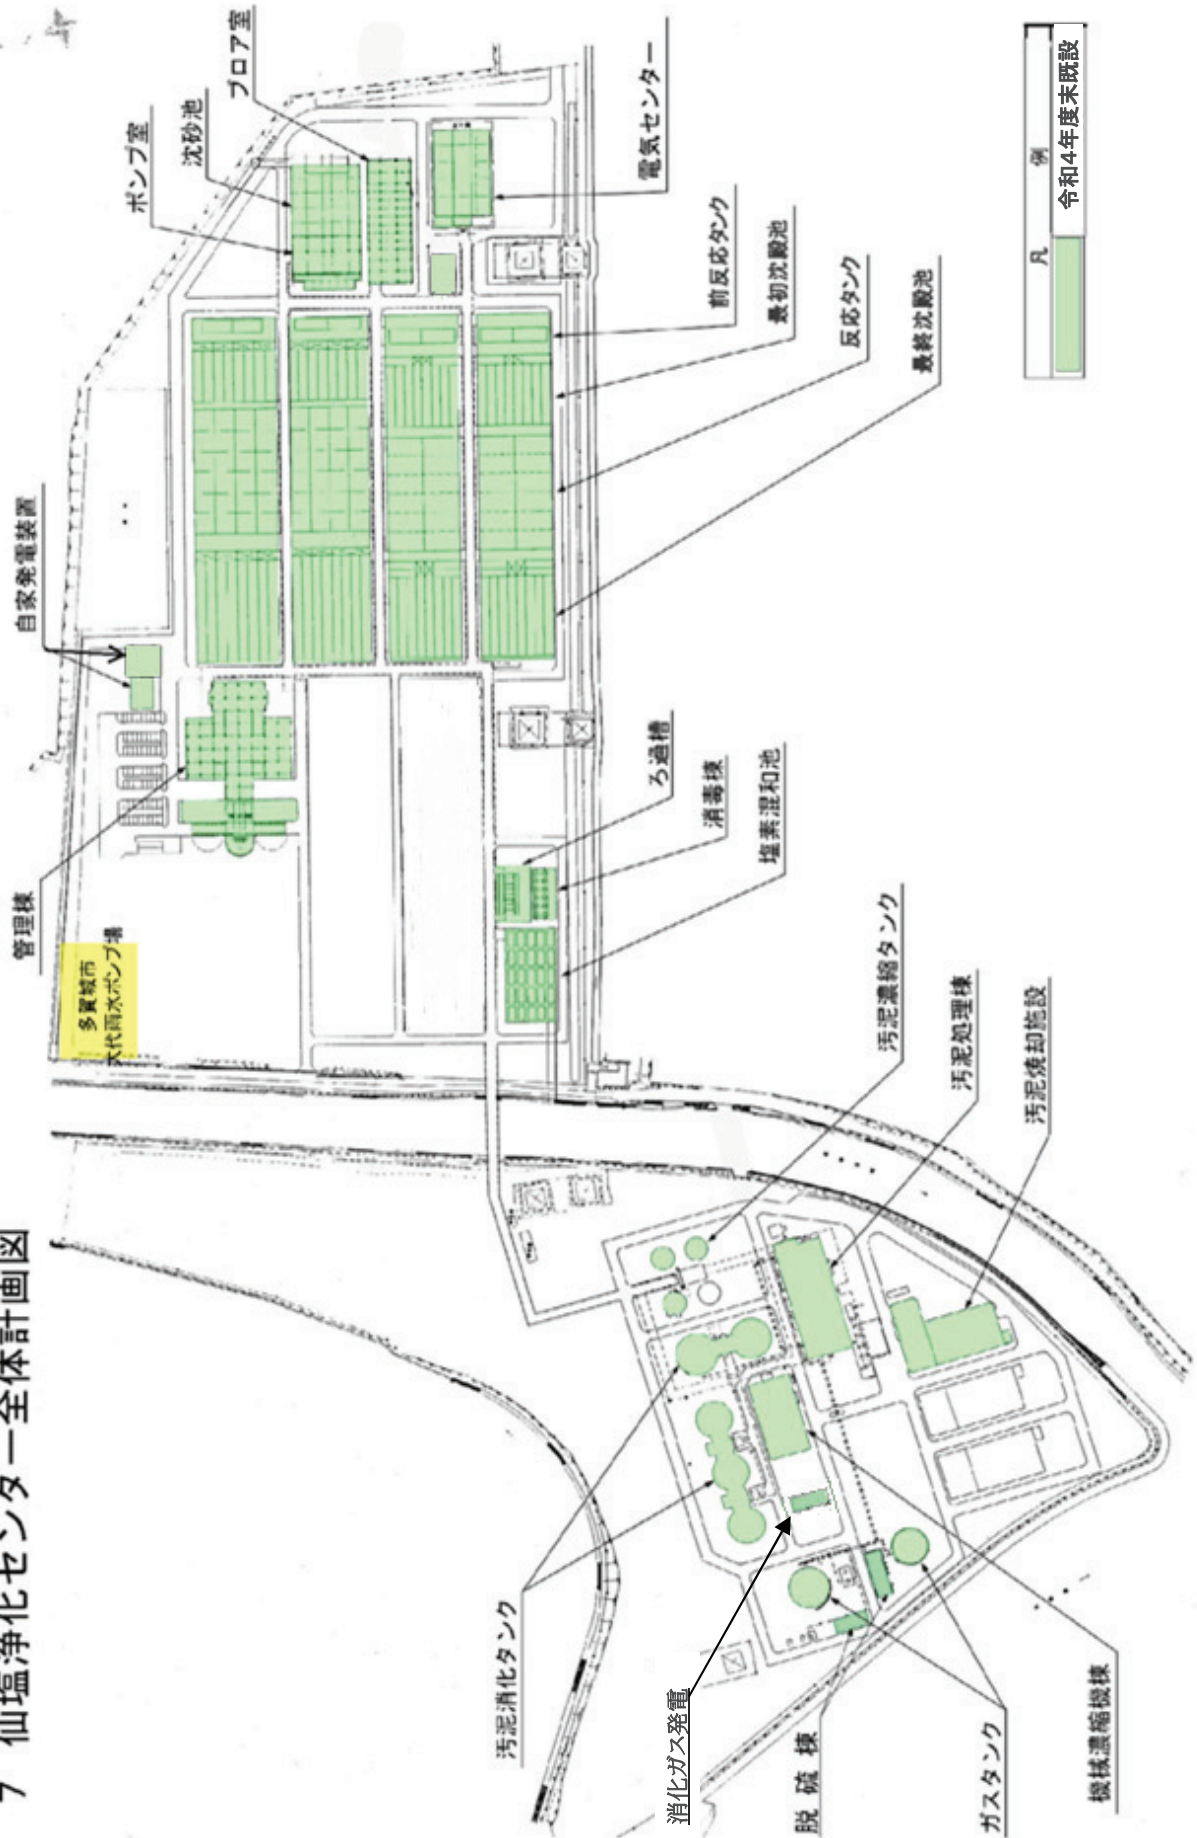 7　仙塩浄化センター全体計画図
ポンプ室
沈砂池
ブロア室
電気センター
前反応タンク
最初沈殿池
反応タンク
最終沈殿池
自家発電装置
管理棟
多賀城市
大代雨水ポンプ場
ろ過槽
消毒棟
塩素混和池
汚泥濃縮タンク
汚泥処理棟
汚泥焼却施設
汚泥消化タンク
消化ガス発電
脱硫棟
ガスタンク
機械濃縮機棟
凡例
令和4年度末既設